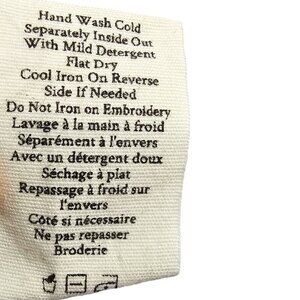 Hand Wash Cold
Separately Inside Out
With Mild Detergent
Flat Dry
Cool Iron On Reverse
Side If Needed
Do Not Iron on Embroidery
Lavage à la main à froid
Séparément à l'envers
Avec un détergent doux
Séchage à plat
Repassage à froid sur
l'envers
Côté si nécessaire
Ne pas repasser
Broderie